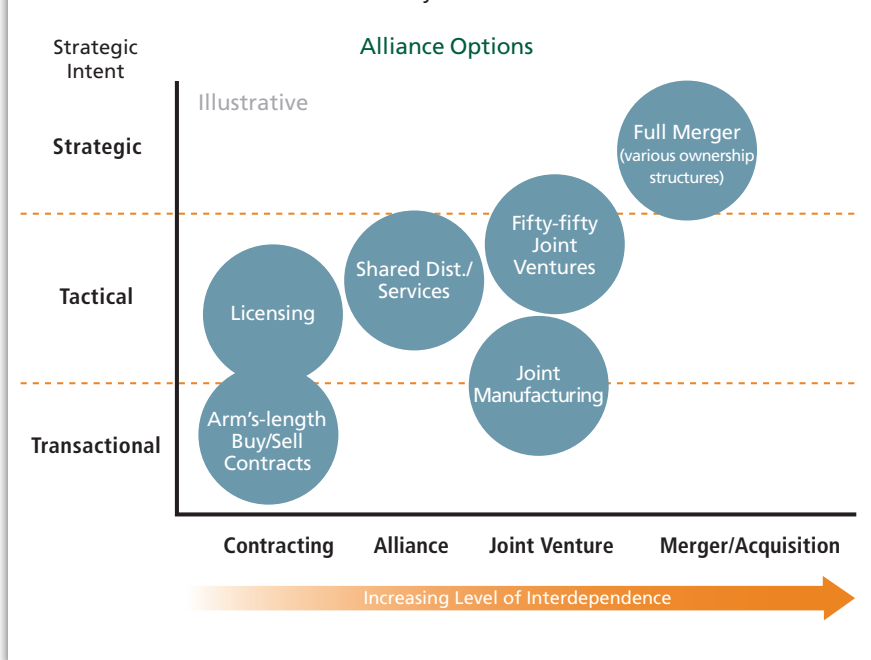 Strategic
Intent
Alliance Options
Illustrative
Strategic
Full Merger
(various ownership
structures)
Fifty-fifty
Joint
Ventures
Tactical
Shared Dist./
Services
Licensing
Joint
Manufacturing
Transactional
Arm’s-length
Buy/Sell
Contracts
Contracting
Alliance
Joint Venture
Merger/Acquisition
Increasing Level of Interdependence